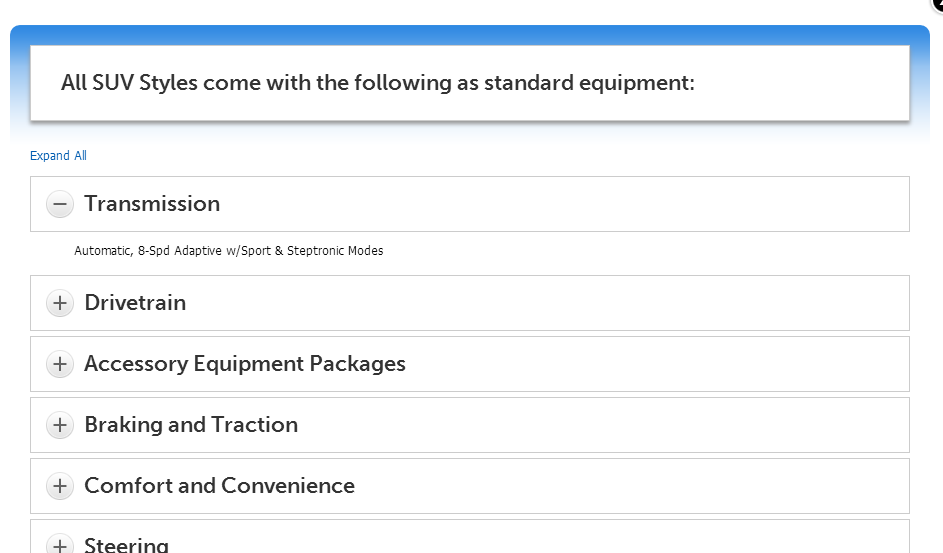 All SUV Styles come with the following as standard equipment:
Expand All
Transmission
Automatic, 8-Spd Adaptive w/Sport & Steptronic Modes
Drivetrain
Accessory Equipment Packages
Braking and Traction
Comfort and Convenience
Steering